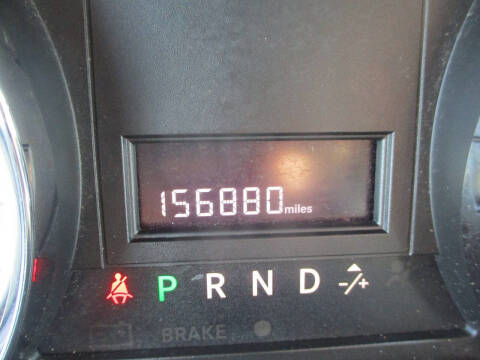 156880 miles
P R N D -/+
BRAKE